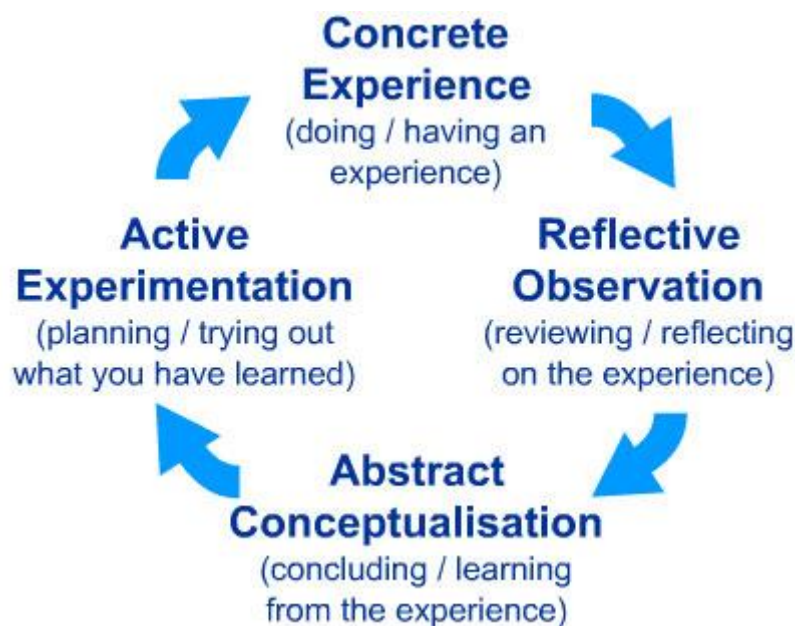 Concrete
Experience
(doing / having an
experience)
Reflective
Observation
(reviewing / reflecting
on the experience)
Abstract
Conceptualisation
(concluding / learning
from the experience)
Active
Experimentation
(planning / trying out
what you have learned)